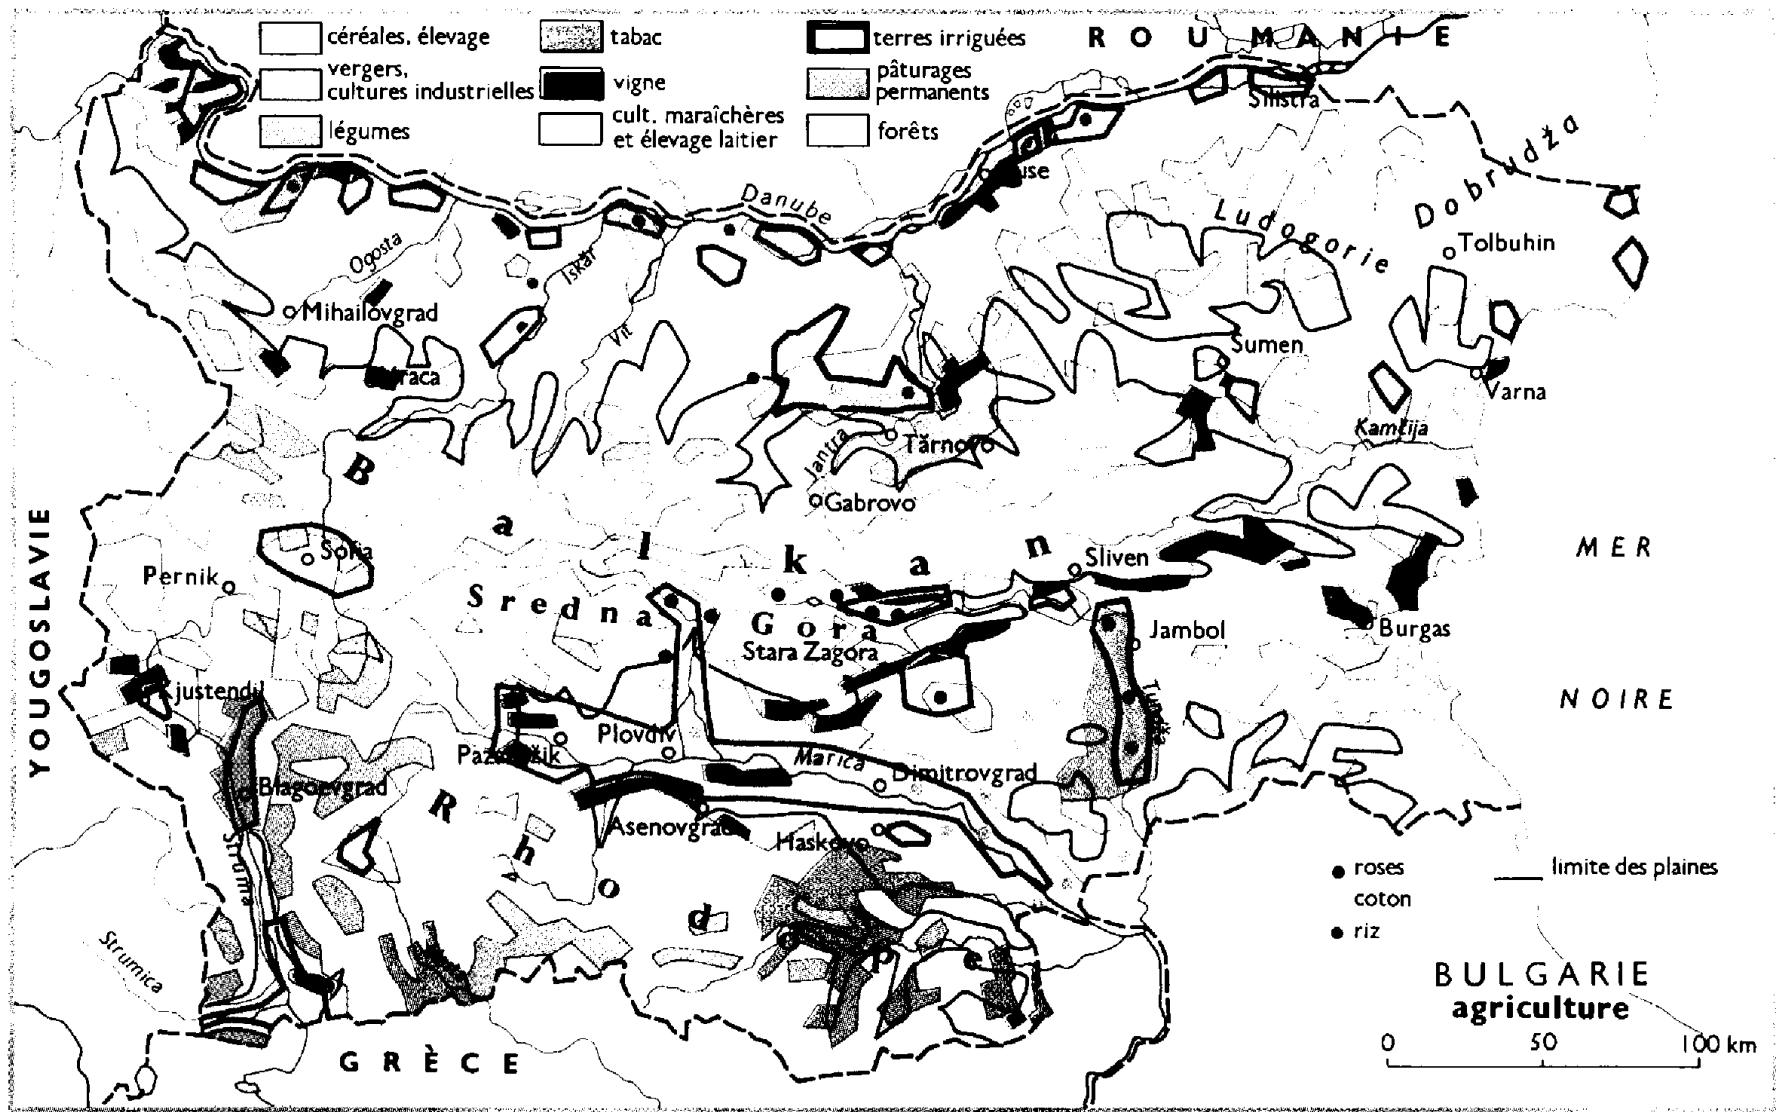 céréales, élevage
vergers,
cultures industrielles
légumes
tabac
vigne
cult. maraîchères
et élevage laitier
terres irriguées
pâturages
permanents
forêts
ROUMANIE
Silistra
Danube
Ludogorie
Dobrudža
Tolbuhin
Ogosta
Iskăr
Vit
Mihailovgrad
Šumen
Varna
Kamčija
Jantra
Tărnovo
Gabrovo
Balkan
Sofia
Pernik
Sliven
YOUGOSLAVIE
MER
NOIRE
Sredna Gora
Stara Zagora
Jambol
Burgas
Kjustendil
Plovdiv
Marica
Dimitrovgrad
Blagoevgrad
Asenovgrad
Haskovo
Struma
Strumica
Rhodope
GRÈCE
roses
coton
riz
limite des plaines
BULGARIE
agriculture
0 50 100 km